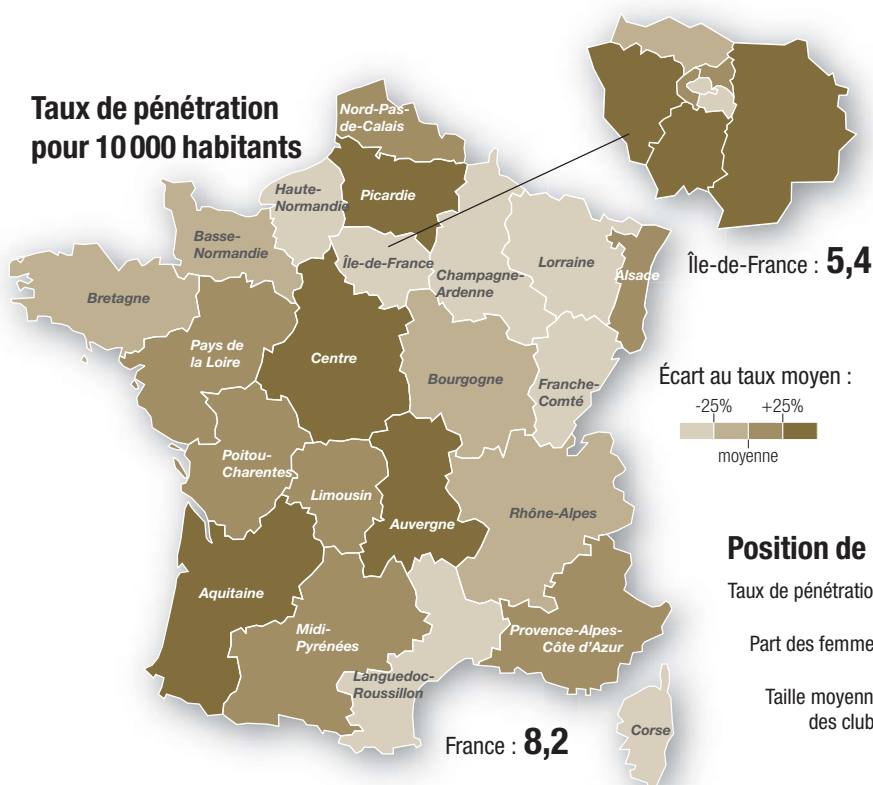 Taux de pénétration
pour 10 000 habitants
Nord-Pas-
de-Calais
Haute-
Normandie
Picardie
Basse-
Normandie
Île-de-France
Champagne-
Ardenne
Lorraine
Alsace
Île-de-France : 5,4
Bretagne
Pays de
la Loire
Centre
Bourgogne
Franche-
Comté
Écart au taux moyen :
-25% +25%
moyenne
Poitou-
Charentes
Limousin
Auvergne
Rhône-Alpes
Position de
Taux de pénétration
Part des femme
Taille moyenn
des club
Aquitaine
Midi-
Pyrénées
Provence-Alpes-
Côte d'Azur
Languedoc-
Roussillon
Corse
France : 8,2